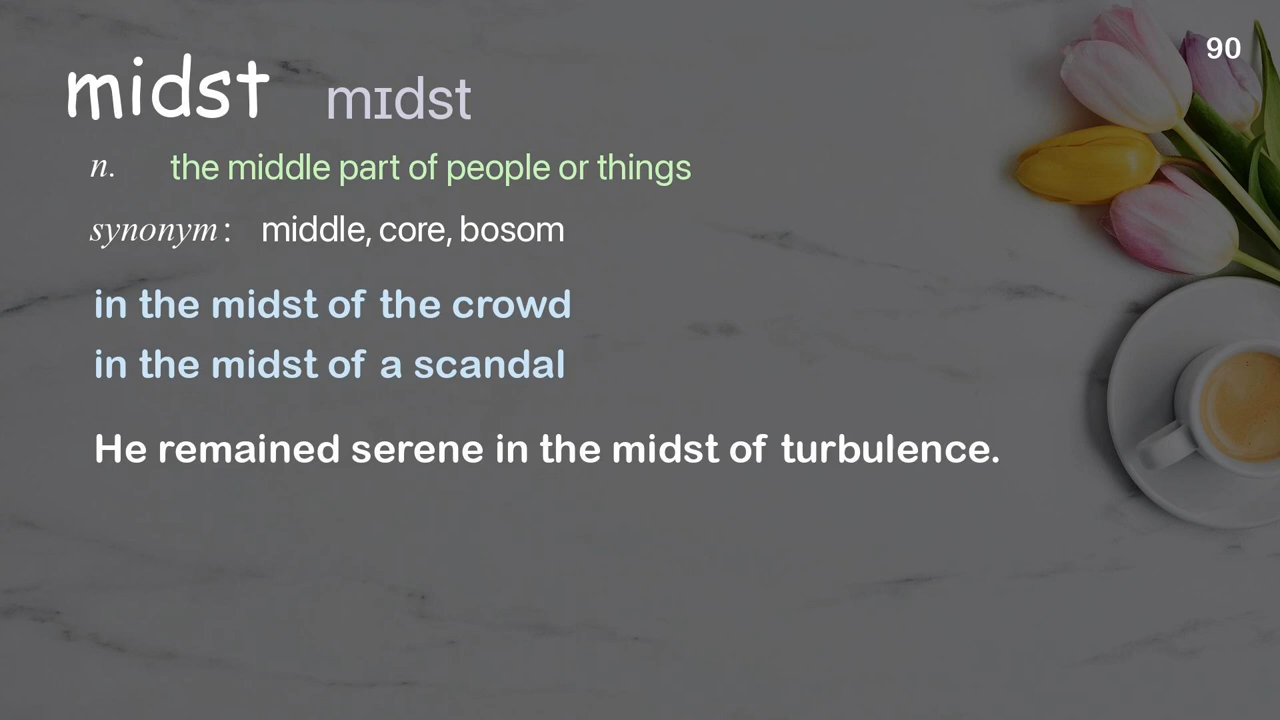 90
midst mɪdst
n. the middle part of people or things
synonym: middle, core, bosom
in the midst of the crowd
in the midst of a scandal
He remained serene in the midst of turbulence.